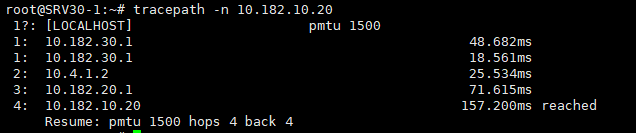 root@SRV30-1:~# tracepath -n 10.182.10.20
1?: [LOCALHOST] pmtu 1500
1: 10.182.30.1 48.682ms
1: 10.182.30.1 18.561ms
2: 10.4.1.2 25.534ms
3: 10.182.20.1 71.615ms
4: 10.182.10.20 157.200ms reached
Resume: pmtu 1500 hops 4 back 4